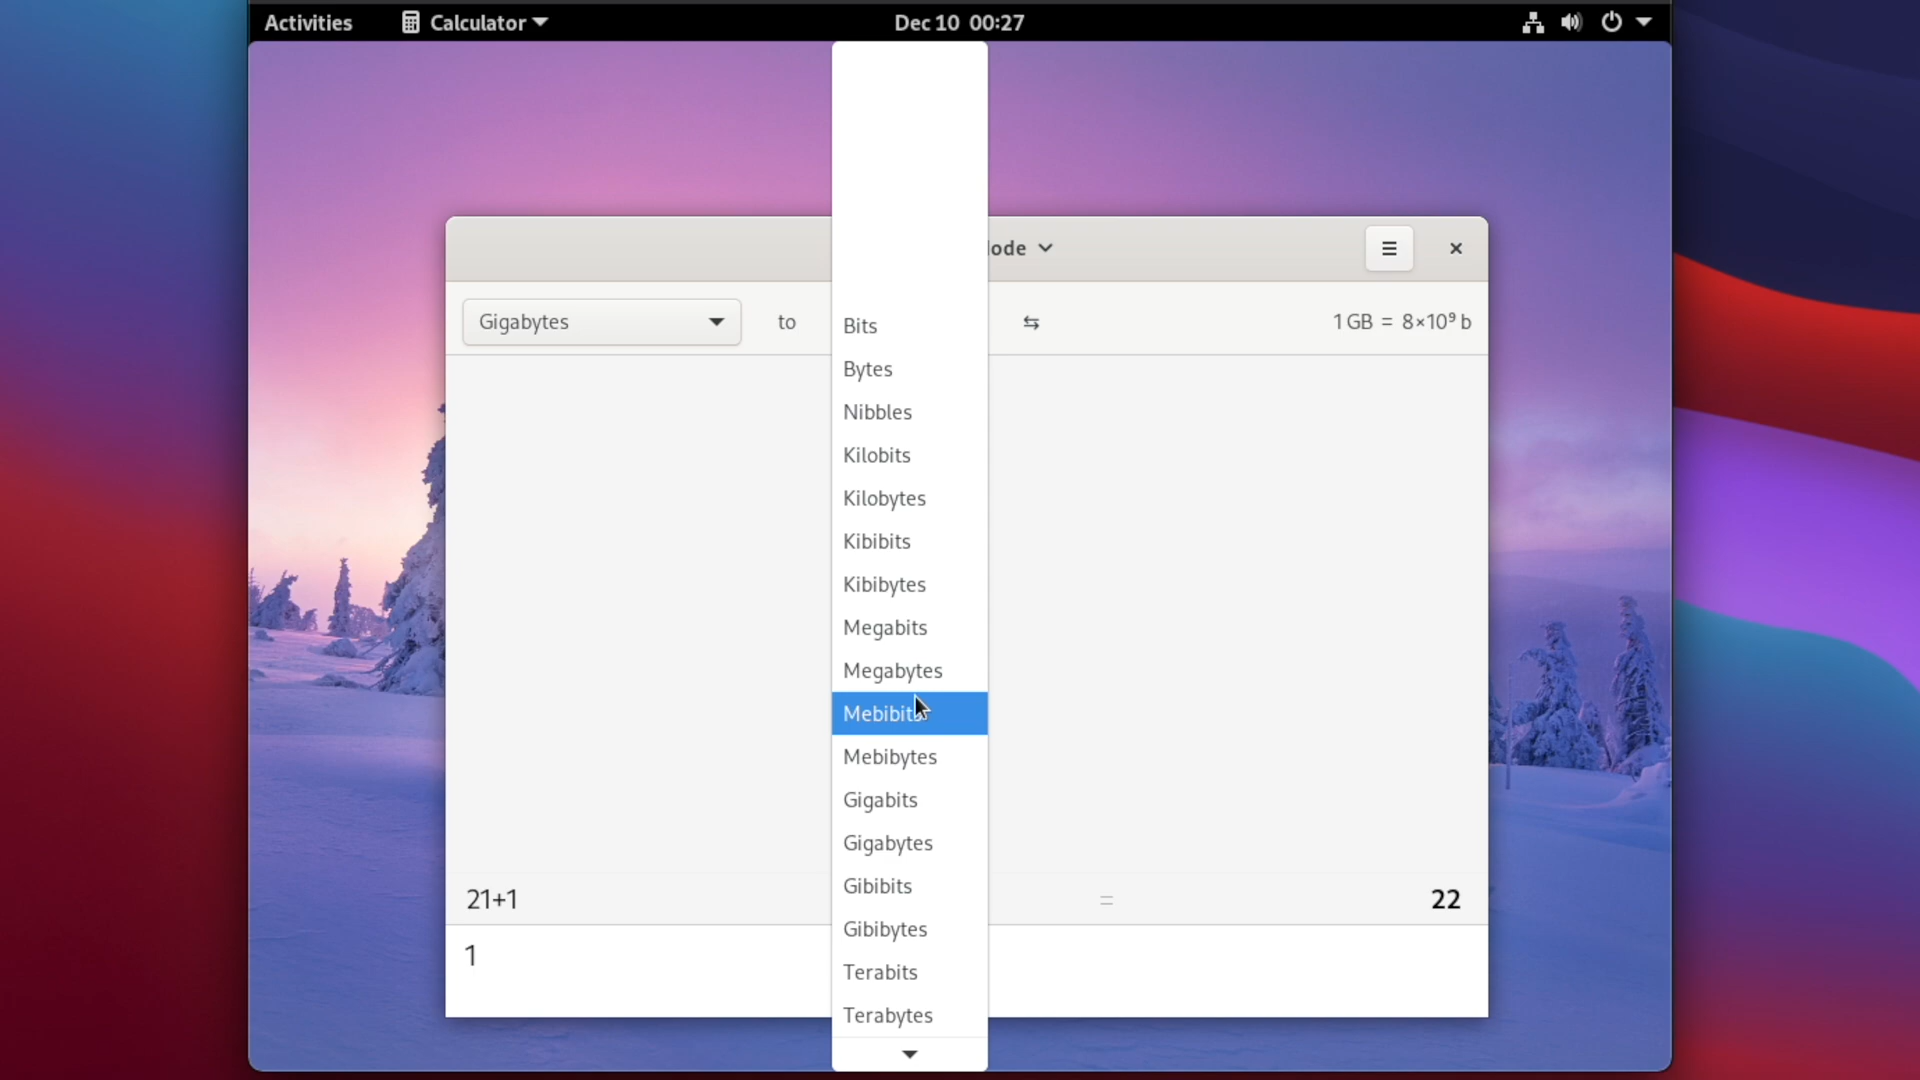 Activities Calculator Dec 10 00:27
ode
Gigabytes to 1 GB = 8×10⁹ b
Bits
Bytes
Nibbles
Kilobits
Kilobytes
Kibibits
Kibibytes
Megabits
Megabytes
Mebibits
Mebibytes
Gigabits
Gigabytes
Gibibits
Gibibytes
Terabits
Terabytes
21+1 = 22
1